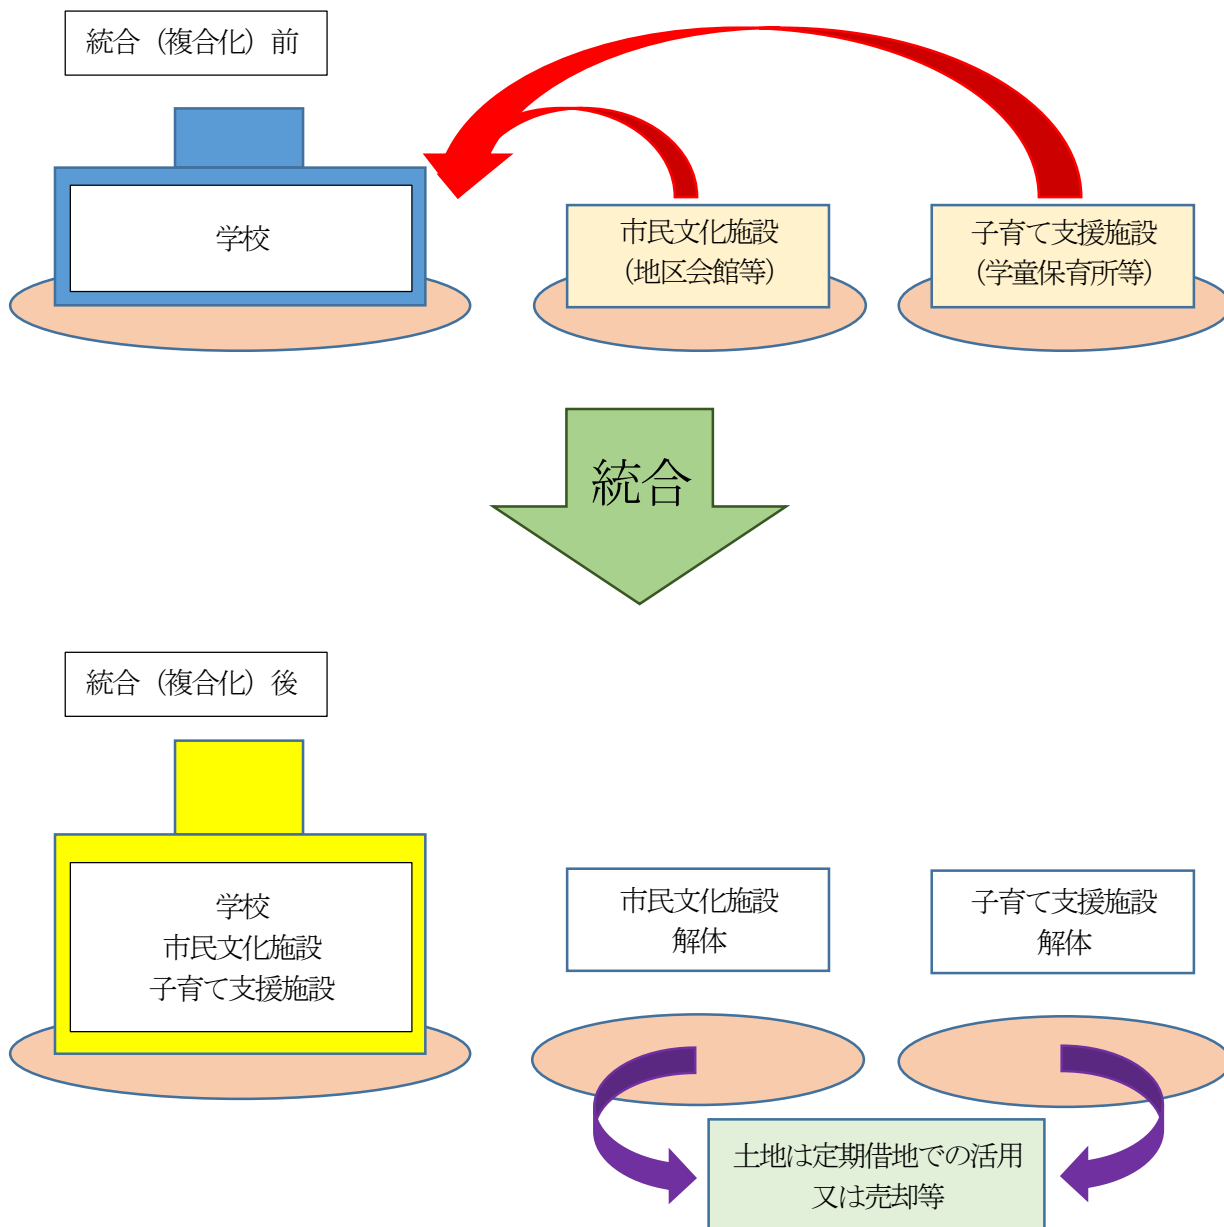 統合（複合化）前
学校
市民文化施設
（地区会館等）
子育て支援施設
（学童保育所等）
統合
統合（複合化）後
学校
市民文化施設
子育て支援施設
市民文化施設
解体
子育て支援施設
解体
土地は定期借地での活用
又は売却等